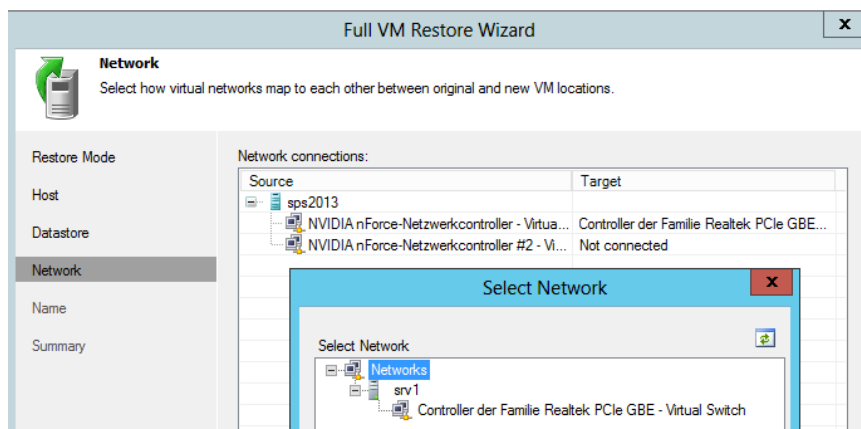 Full VM Restore Wizard
x
Network
Select how virtual networks map to each other between original and new VM locations.
Restore Mode
Host
Datastore
Network
Name
Summary
Network connections:
Source Target
sps2013
NVIDIA nForce-Netzwerkcontroller - Virtua... Controller der Familie Realtek PCIe GBE...
NVIDIA nForce-Netzwerkcontroller #2 - Vi... Not connected
Select Network
x
Select Network
Networks
srv1
Controller der Familie Realtek PCIe GBE - Virtual Switch